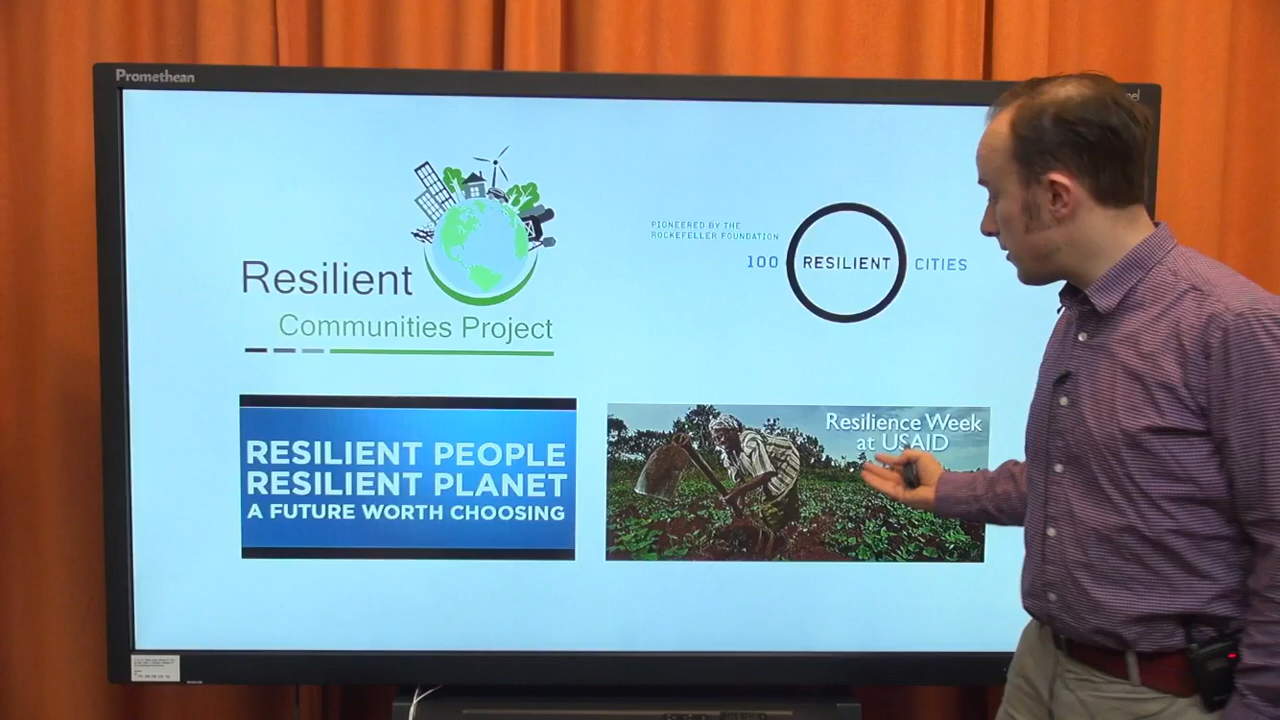 Promethean
nel
Resilient
Communities Project
PIONEERED BY THE
ROCKEFELLER FOUNDATION
100 RESILIENT CITIES
RESILIENT PEOPLE
RESILIENT PLANET
A FUTURE WORTH CHOOSING
Resilience Week
at USAID